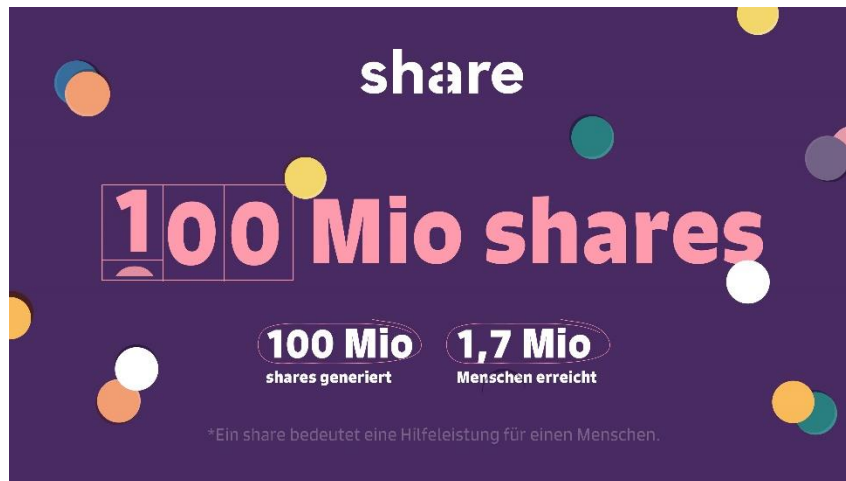 share
100 Mio shares
100 Mio 1,7 Mio
shares generiert Menschen erreicht
*Ein share bedeutet eine Hilfeleistung für einen Menschen.